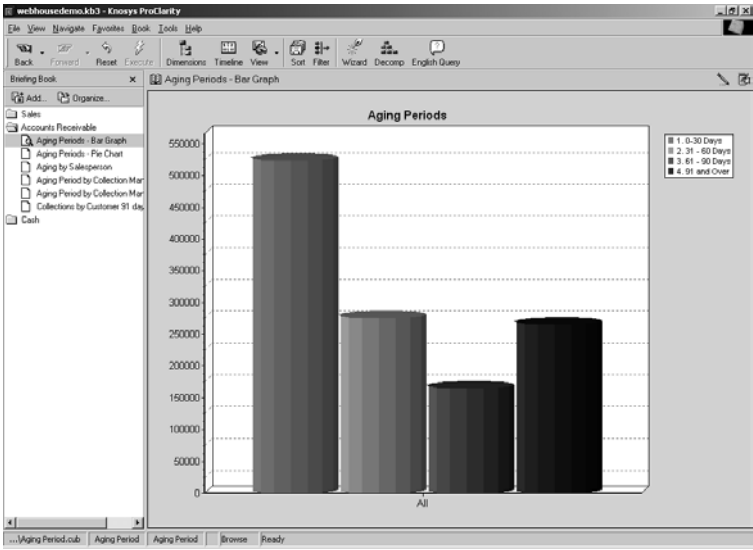 webhousedemo.kb3 - Knosys ProClarity
File View Navigate Favorites Book Tools Help
Back Forward Reset Execute Dimensions Timeline View Sort Filter Wizard Decomp English Query
Briefing Book
Aging Periods - Bar Graph
Add... Organize...
Sales
Accounts Receivable
Aging Periods - Bar Graph
Aging Periods - Pie Chart
Aging by Salesperson
Aging Period by Collection Mar
Aging Period by Collection Mar
Collections by Customer 91 day
Cash
Aging Periods
550000
500000
450000
400000
350000
300000
250000
200000
150000
100000
50000
0
All
1. 0-30 Days
2. 31 - 60 Days
3. 61 - 90 Days
4. 91 and Over
...\Aging Period.cub Aging Period Aging Period Browse Ready